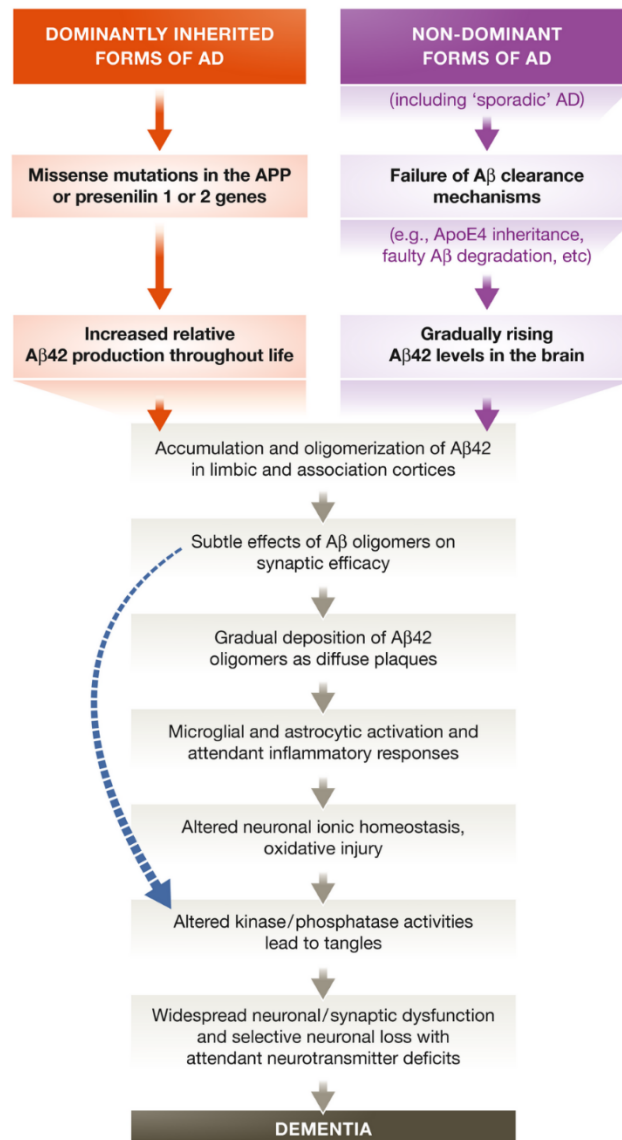 DOMINANTLY INHERITED
FORMS OF AD
NON-DOMINANT
FORMS OF AD
(including ‘sporadic’ AD)
Missense mutations in the APP
or presenilin 1 or 2 genes
Failure of Aβ clearance
mechanisms
(e.g., ApoE4 inheritance,
faulty Aβ degradation, etc)
Increased relative
Aβ42 production throughout life
Gradually rising
Aβ42 levels in the brain
Accumulation and oligomerization of Aβ42
in limbic and association cortices
Subtle effects of Aβ oligomers on
synaptic efficacy
Gradual deposition of Aβ42
oligomers as diffuse plaques
Microglial and astrocytic activation and
attendant inflammatory responses
Altered neuronal ionic homeostasis,
oxidative injury
Altered kinase/phosphatase activities
lead to tangles
Widespread neuronal/synaptic dysfunction
and selective neuronal loss with
attendant neurotransmitter deficits
DEMENTIA